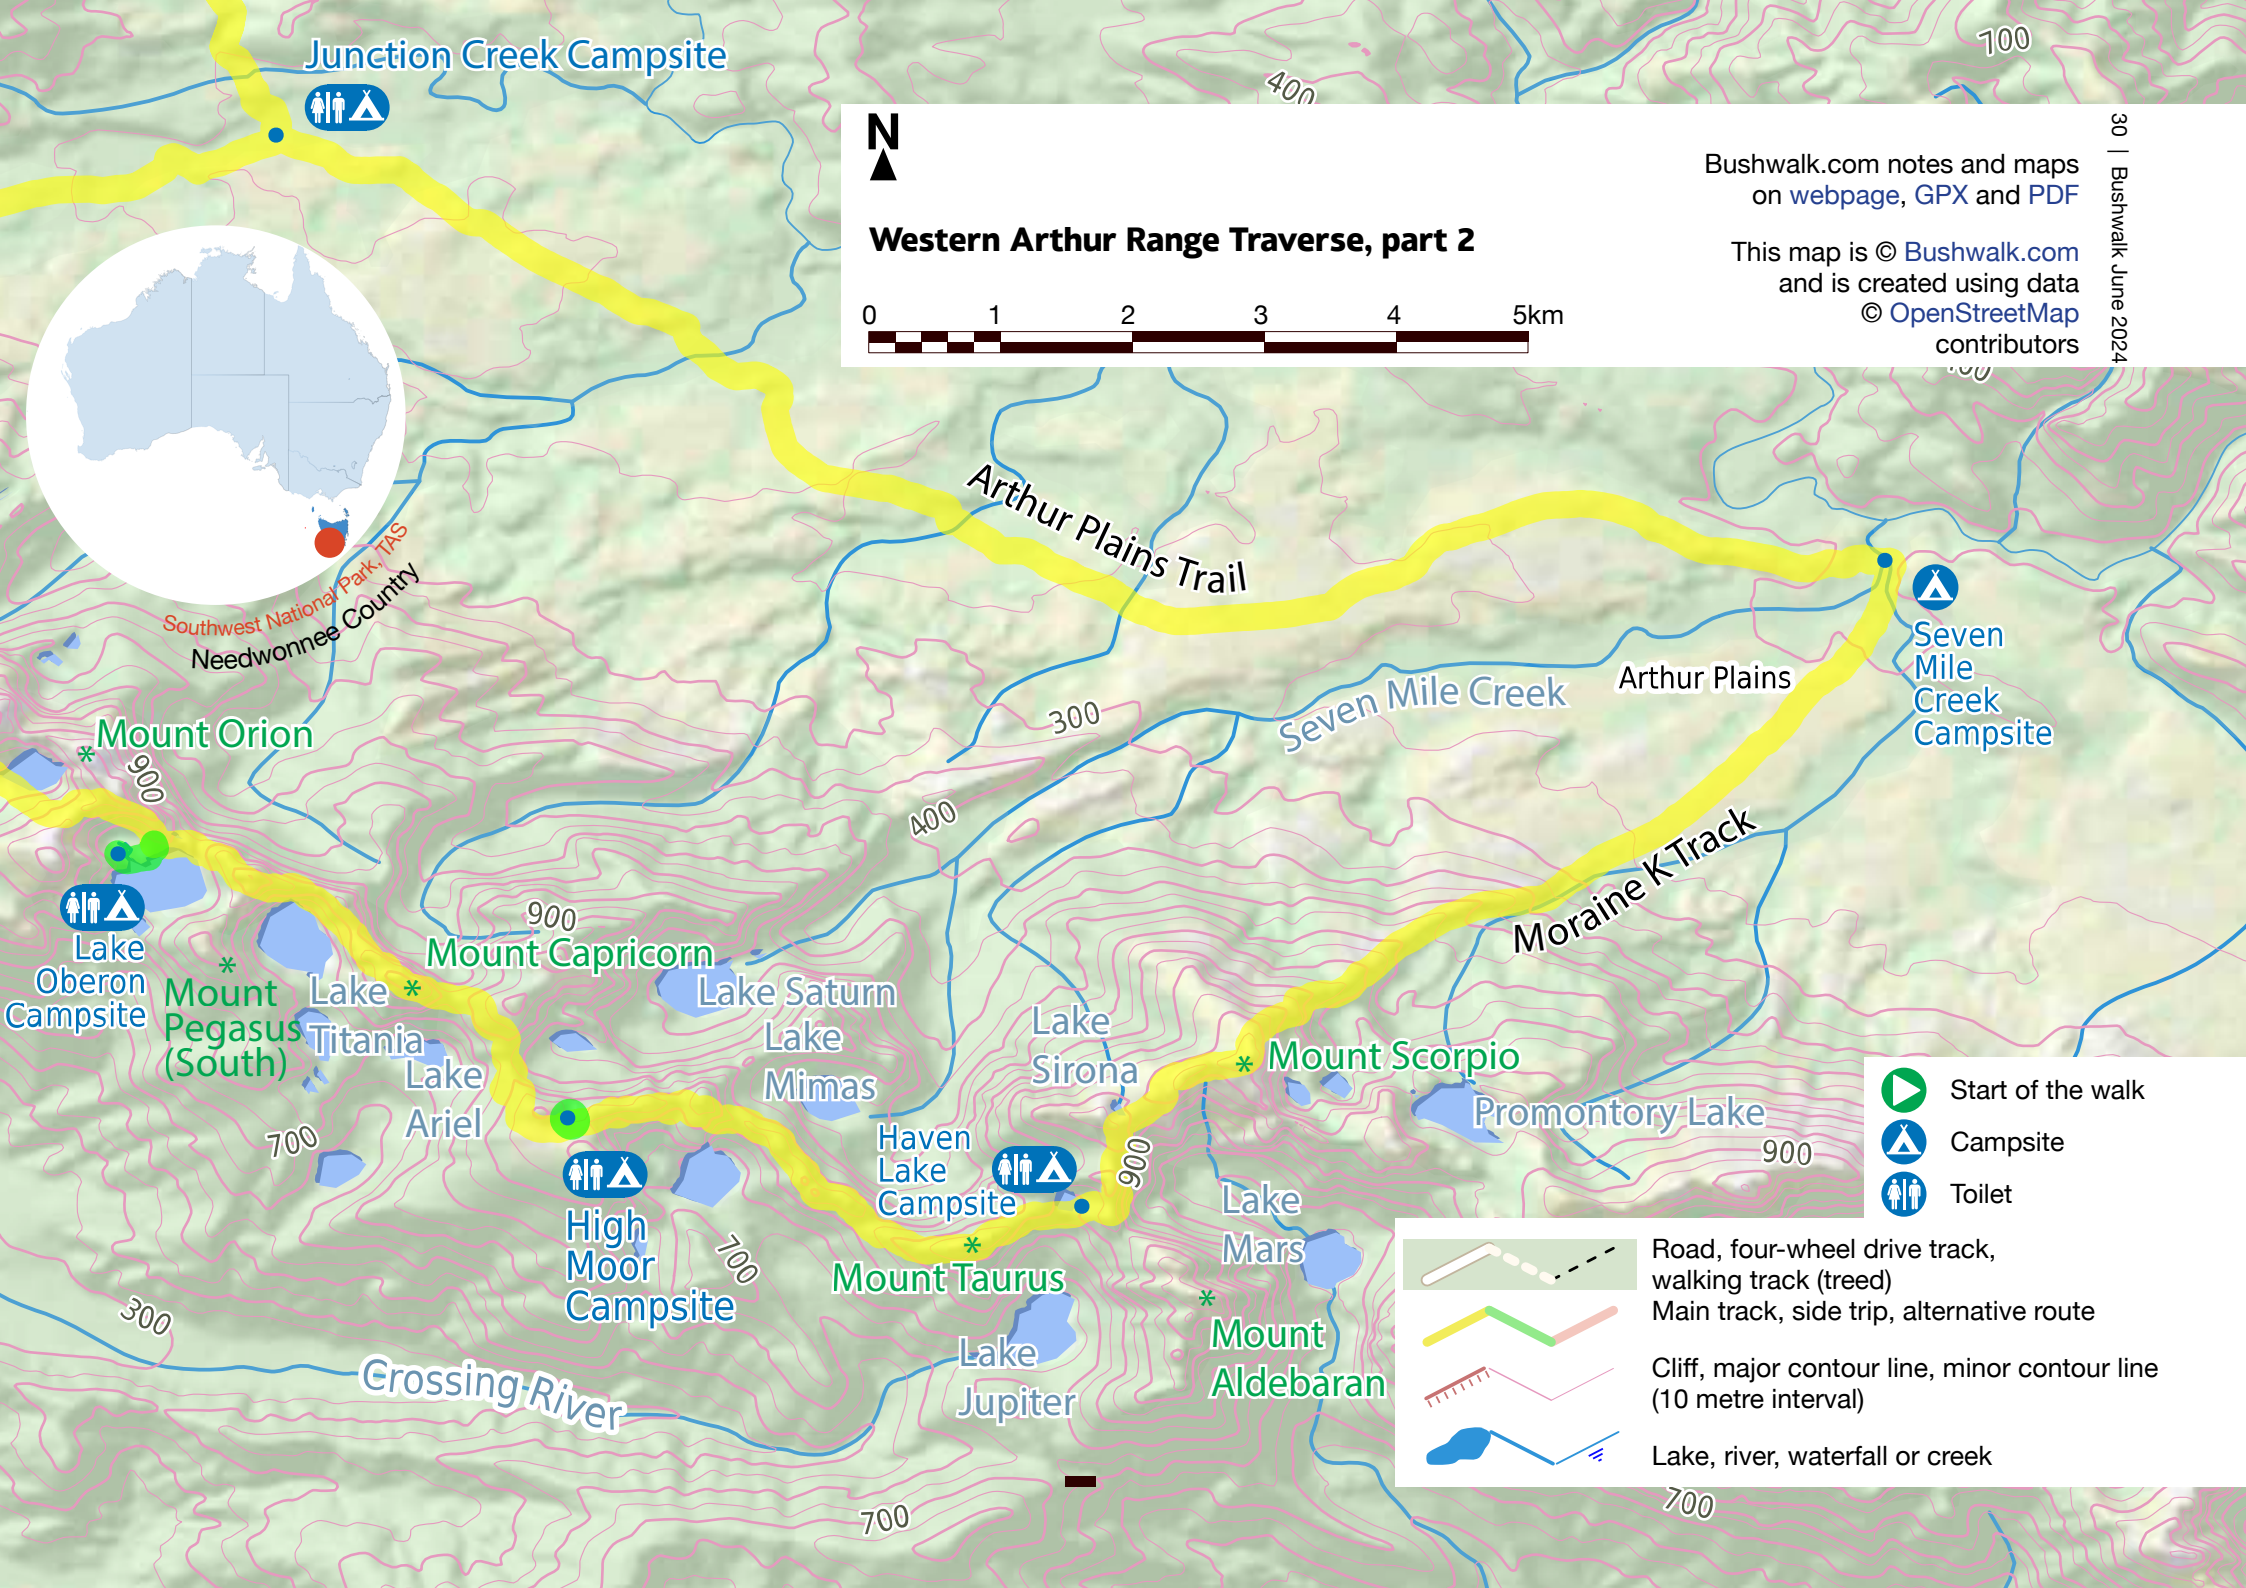 Junction Creek Campsite
700
400
N
Western Arthur Range Traverse, part 2
0 1 2 3 4 5km
Bushwalk.com notes and maps
on webpage, GPX and PDF
This map is © Bushwalk.com
and is created using data
© OpenStreetMap
contributors
30 | Bushwalk June 2024
Southwest National Park, TAS
Needwonnee Country
Arthur Plains Trail
Seven
Mile
Creek
Campsite
Arthur Plains
Seven Mile Creek
300
400
Mount Orion
900
Moraine K Track
Lake
Oberon
Campsite
Mount
Pegasus
(South)
900
Mount Capricorn
Lake
Titania
Lake Saturn
Lake
Mimas
Lake
Ariel
Lake
Sirona
Mount Scorpio
Promontory Lake
900
700
Haven
Lake
Campsite
900
High
Moor
Campsite
700
Mount Taurus
Lake
Mars
Lake
Jupiter
Mount
Aldebaran
300
Crossing River
700
700
Start of the walk
Campsite
Toilet
Road, four-wheel drive track,
walking track (treed)
Main track, side trip, alternative route
Cliff, major contour line, minor contour line
(10 metre interval)
Lake, river, waterfall or creek